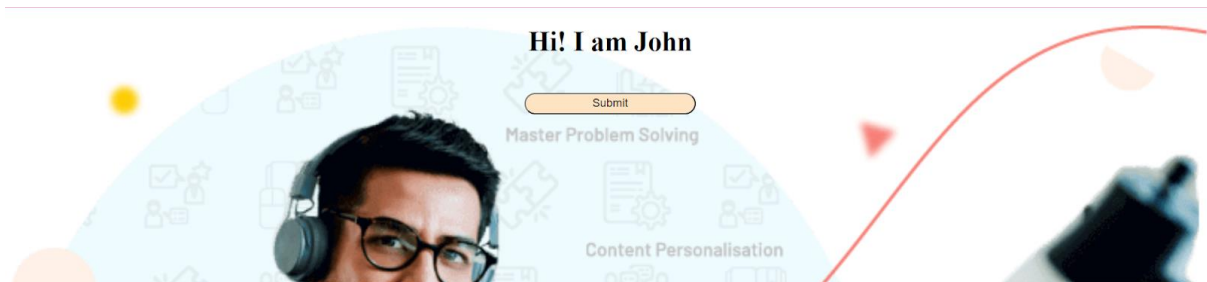 Hi! I am John
Submit
Master Problem Solving
Content Personalisation